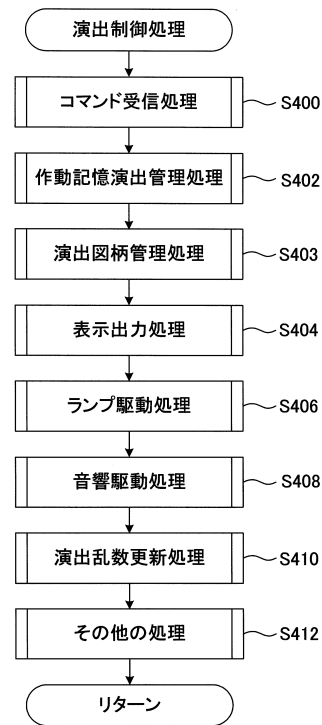 演出制御処理
コマンド受信処理 S400
作動記憶演出管理処理 S402
演出図柄管理処理 S403
表示出力処理 S404
ランプ駆動処理 S406
音響駆動処理 S408
演出乱数更新処理 S410
その他の処理 S412
リターン